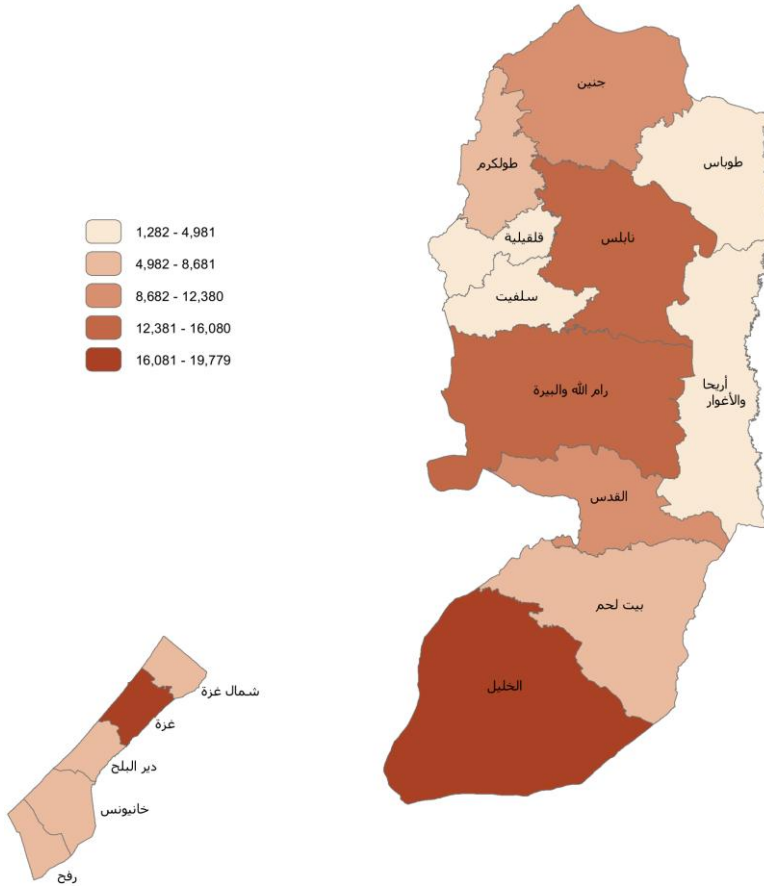 جنين
طوباس
طولكرم
نابلس
قلقيلية
سلفيت
1,282 - 4,981
4,982 - 8,681
8,682 - 12,380
12,381 - 16,080
16,081 - 19,779
أريحا
والأغوار
رام الله والبيرة
القدس
بيت لحم
الخليل
شمال غزة
غزة
دير البلح
خانيونس
رفح